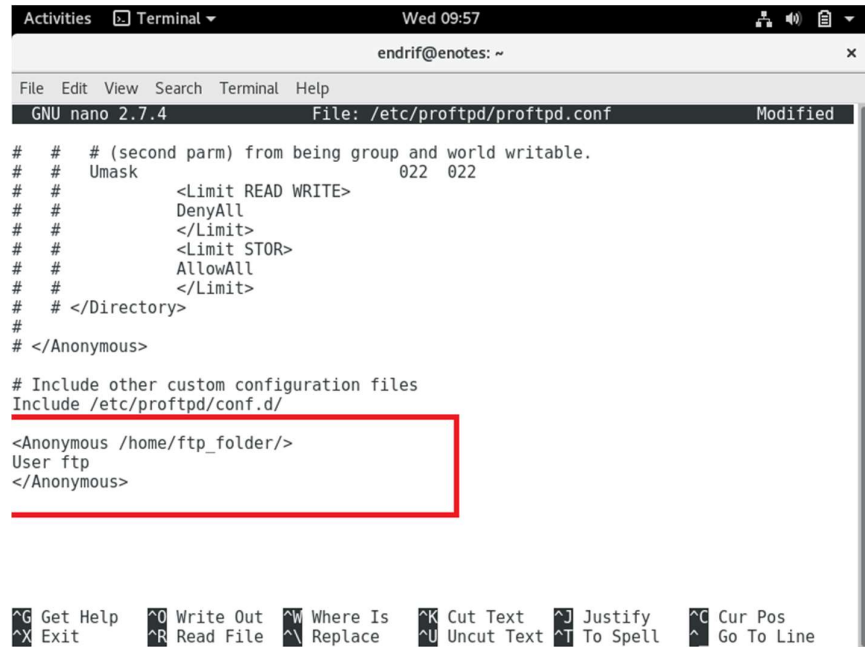 Activities Terminal Wed 09:57
endrif@enotes: ~ ×
File Edit View Search Terminal Help
GNU nano 2.7.4 File: /etc/proftpd/proftpd.conf Modified
#   #   # (second parm) from being group and world writable.
#   #   Umask                           022  022
#   #            <Limit READ WRITE>
#   #            DenyAll
#   #            </Limit>
#   #            <Limit STOR>
#   #            AllowAll
#   #            </Limit>
#   # </Directory>
#
# </Anonymous>
# Include other custom configuration files
Include /etc/proftpd/conf.d/
<Anonymous /home/ftp_folder/>
User ftp
</Anonymous>
^G Get Help ^O Write Out ^W Where Is ^K Cut Text ^J Justify ^C Cur Pos
^X Exit ^R Read File ^\ Replace ^U Uncut Text ^T To Spell ^_ Go To Line